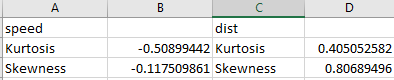 A B C D
speed dist
Kurtosis -0.50899442 Kurtosis 0.405052582
Skewness -0.117509861 Skewness 0.80689496